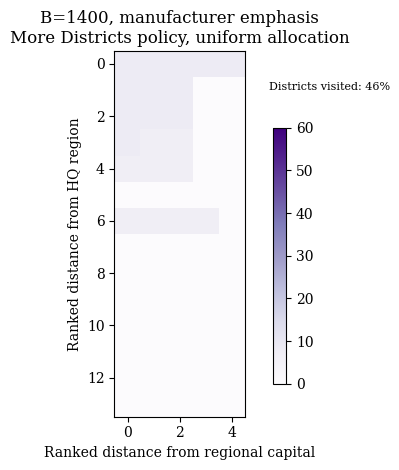 B=1400, manufacturer emphasis
More Districts policy, uniform allocation
Districts visited: 46%
0
2
4
6
8
10
12
Ranked distance from HQ region
0 2 4
Ranked distance from regional capital
60
50
40
30
20
10
0